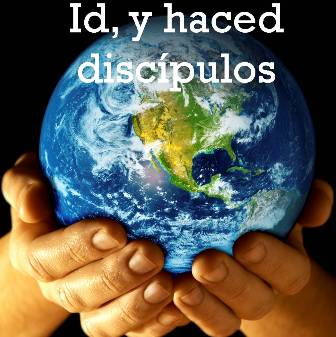 Id, y haced
discípulos